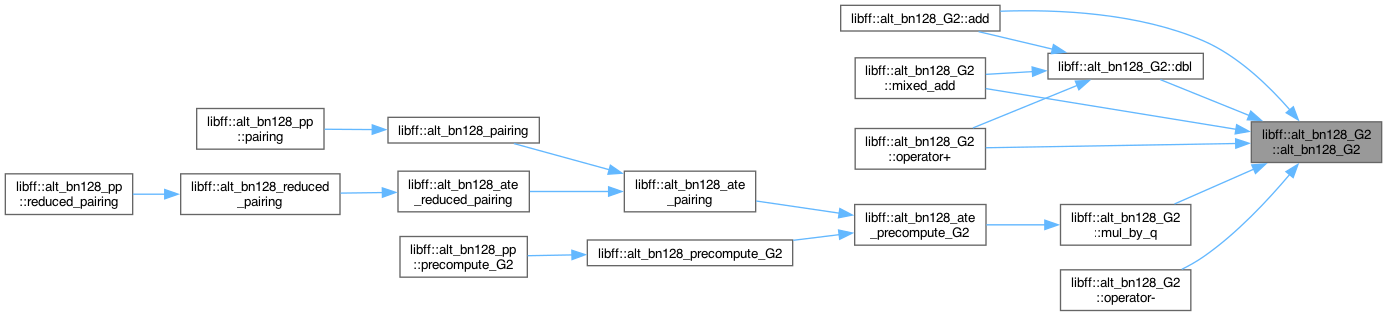 libff::alt_bn128_G2::add
libff::alt_bn128_G2::dbl
libff::alt_bn128_G2
::mixed_add
libff::alt_bn128_pp
::pairing
libff::alt_bn128_pairing
libff::alt_bn128_G2
::operator+
libff::alt_bn128_G2
::alt_bn128_G2
libff::alt_bn128_pp
::reduced_pairing
libff::alt_bn128_reduced
_pairing
libff::alt_bn128_ate
_reduced_pairing
libff::alt_bn128_ate
_pairing
libff::alt_bn128_ate
_precompute_G2
libff::alt_bn128_G2
::mul_by_q
libff::alt_bn128_pp
::precompute_G2
libff::alt_bn128_precompute_G2
libff::alt_bn128_G2
::operator-